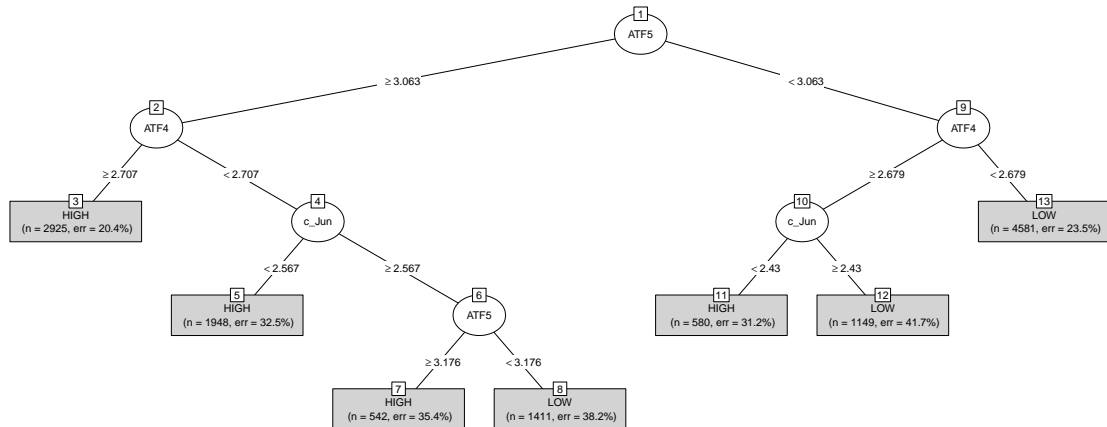 1
ATF5
≥ 3.063
< 3.063
2
ATF4
9
ATF4
≥ 2.707
< 2.707
≥ 2.679
< 2.679
3
HIGH
(n = 2925, err = 20.4%)
4
c_Jun
10
c_Jun
13
LOW
(n = 4581, err = 23.5%)
< 2.567
≥ 2.567
< 2.43
≥ 2.43
5
HIGH
(n = 1948, err = 32.5%)
6
ATF5
11
HIGH
(n = 580, err = 31.2%)
12
LOW
(n = 1149, err = 41.7%)
≥ 3.176
< 3.176
7
HIGH
(n = 542, err = 35.4%)
8
LOW
(n = 1411, err = 38.2%)